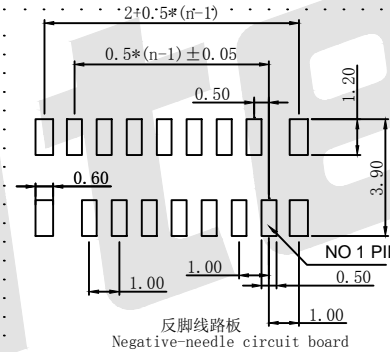 2+0.5*(n-1)
0.5*(n-1)±0.05
0.50
1.20
3.90
0.60
NO 1 PI
1.00
1.00
0.50
1.00
反脚线路板
Negative-needle circuit board